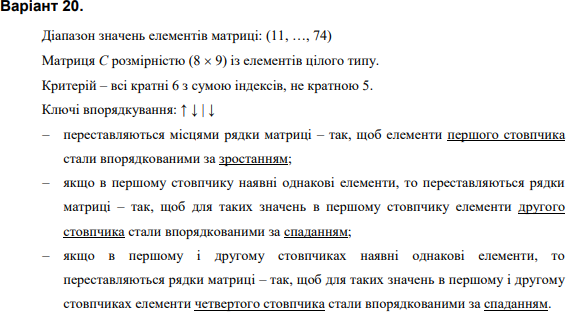 Варіант 20.
Діапазон значень елементів матриці: (11, …, 74)
Матриця C розмірністю (8 × 9) із елементів цілого типу.
Критерій – всі кратні 6 з сумою індексів, не кратною 5.
Ключі впорядкування: ↑ ↓ | ↓
– переставляються місцями рядки матриці – так, щоб елементи першого стовпчика
стали впорядкованими за зростанням;
– якщо в першому стовпчику наявні однакові елементи, то переставляються рядки
матриці – так, щоб для таких значень в першому стовпчику елементи другого
стовпчика стали впорядкованими за спаданням;
– якщо в першому і другому стовпчиках наявні однакові елементи, то
переставляються рядки матриці – так, щоб для таких значень в першому і другому
стовпчиках елементи четвертого стовпчика стали впорядкованими за спаданням.